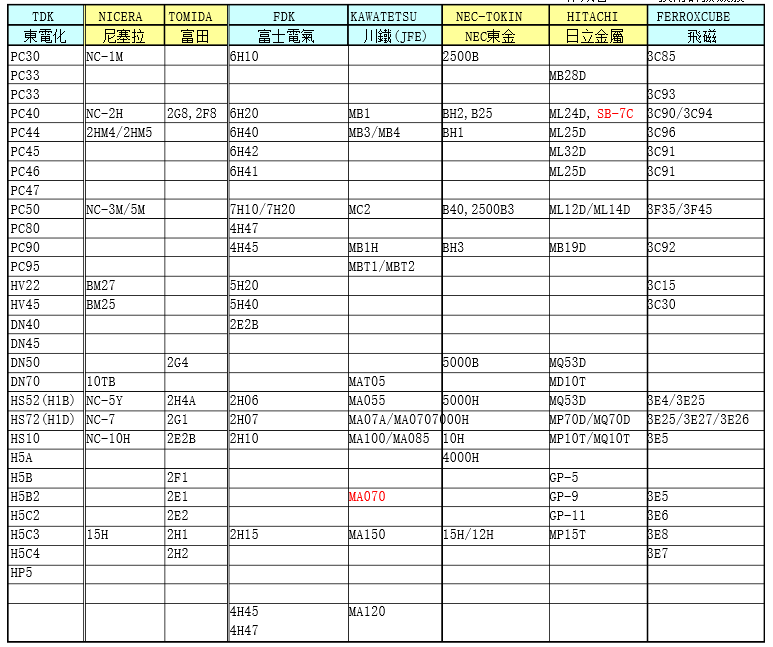 TDK NICERA TOMIDA FDK KAWATETSU NEC-TOKIN HITACHI FERROXCUBE
東電化 尼塞拉 富田 富士電氣 川鐵(JFE) NEC東金 日立金屬 飛磁
PC30 NC-1M 6H10 2500B 3C85
PC33 MB28D
PC33 3C93
PC40 NC-2H 2G8,2F8 6H20 MB1 BH2,B25 ML24D, SB-7C 3C90/3C94
PC44 2HM4/2HM5 6H40 MB3/MB4 BH1 ML25D 3C96
PC45 6H42 ML32D 3C91
PC46 6H41 ML25D 3C91
PC47
PC50 NC-3M/5M 7H10/7H20 MC2 B40,2500B3 ML12D/ML14D 3F35/3F45
PC80 4H47
PC90 4H45 MB1H BH3 MB19D 3C92
PC95 MBT1/MBT2
HV22 BM27 5H20 3C15
HV45 BM25 5H40 3C30
DN40 2E2B
DN45
DN50 2G4 5000B MQ53D
DN70 10TB MAT05 MD10T
HS52(H1B) NC-5Y 2H4A 2H06 MA055 5000H MQ53D 3E4/3E25
HS72(H1D) NC-7 2G1 2H07 MA07A/MA0707000H MP70D/MQ70D 3E25/3E27/3E26
HS10 NC-10H 2E2B 2H10 MA100/MA085 10H MP10T/MQ10T 3E5
H5A 4000H
H5B 2F1 GP-5
H5B2 2E1 MA070 GP-9 3E5
H5C2 2E2 GP-11 3E6
H5C3 15H 2H1 2H15 MA150 15H/12H MP15T 3E8
H5C4 2H2 3E7
HP5
4H45 MA120
4H47